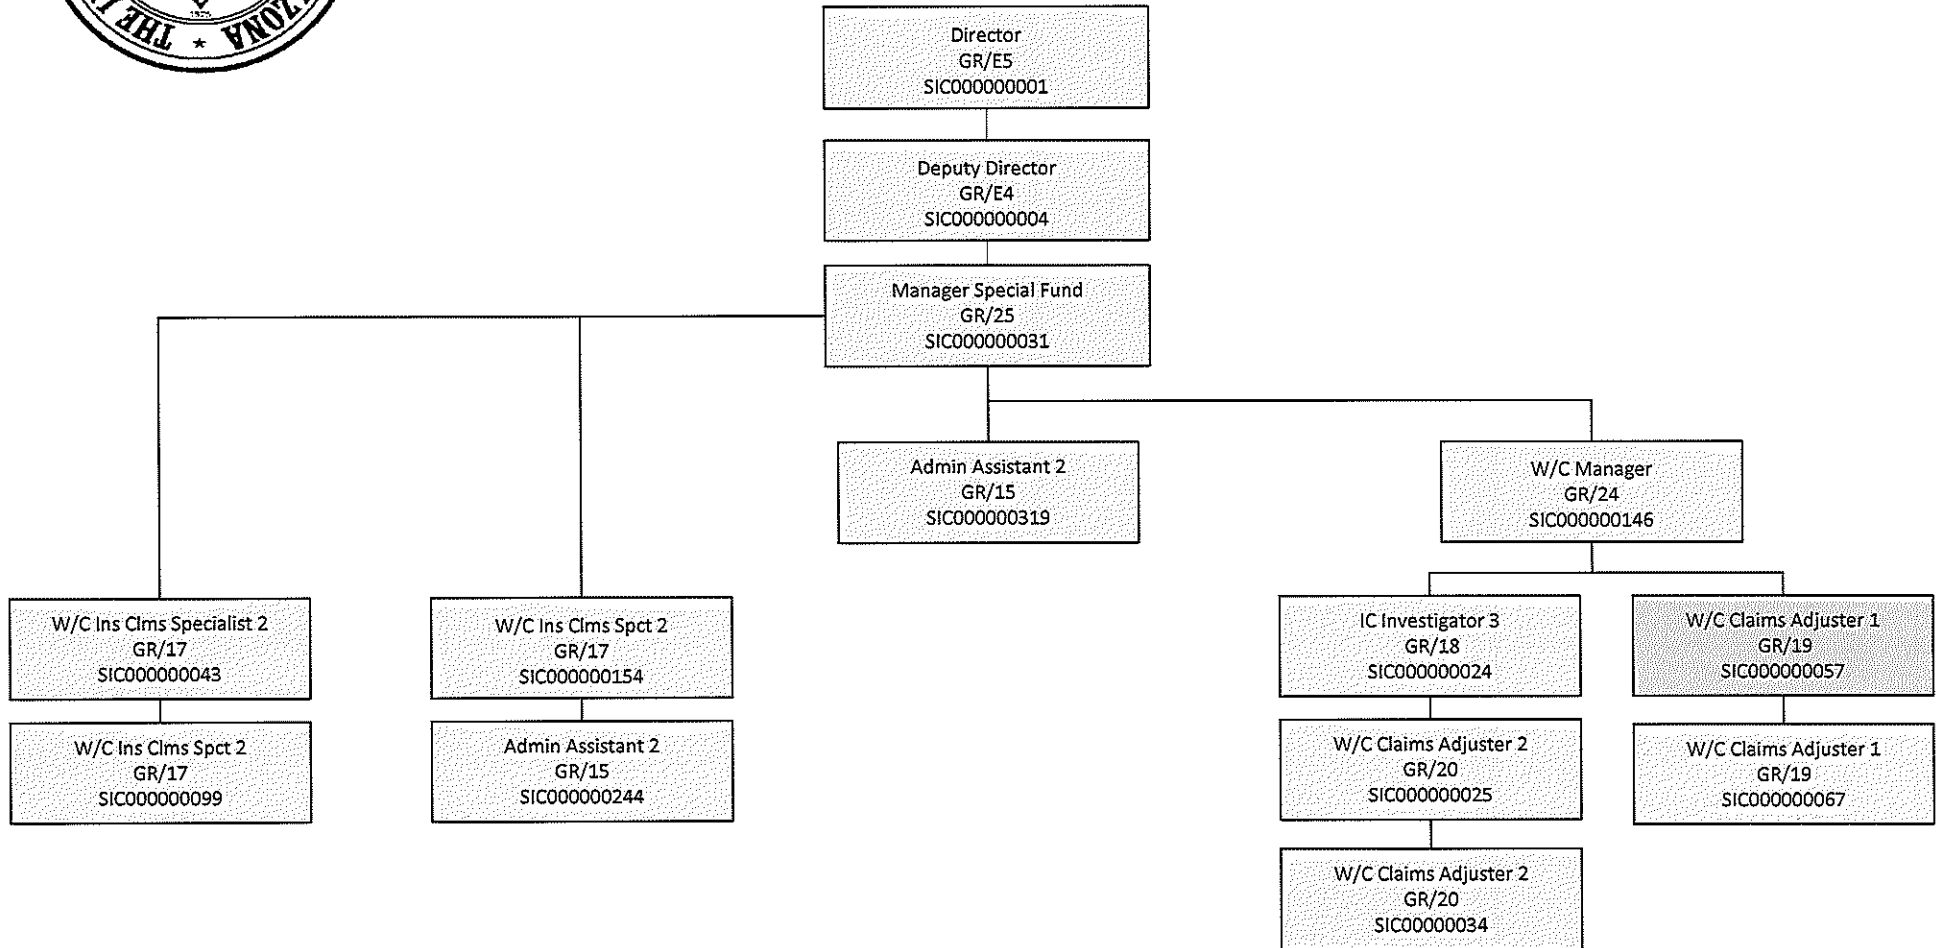 THE
ZONA
Director
GR/E5
SIC000000001
Deputy Director
GR/E4
SIC000000004
Manager Special Fund
GR/25
SIC000000031
Admin Assistant 2
GR/15
SIC000000319
W/C Manager
GR/24
SIC000000146
W/C Ins Clms Specialist 2
GR/17
SIC000000043
W/C Ins Clms Spct 2
GR/17
SIC000000154
IC Investigator 3
GR/18
SIC000000024
W/C Claims Adjuster 1
GR/19
SIC000000057
W/C Ins Clms Spct 2
GR/17
SIC000000099
Admin Assistant 2
GR/15
SIC000000244
W/C Claims Adjuster 2
GR/20
SIC000000025
W/C Claims Adjuster 1
GR/19
SIC000000067
W/C Claims Adjuster 2
GR/20
SIC00000034